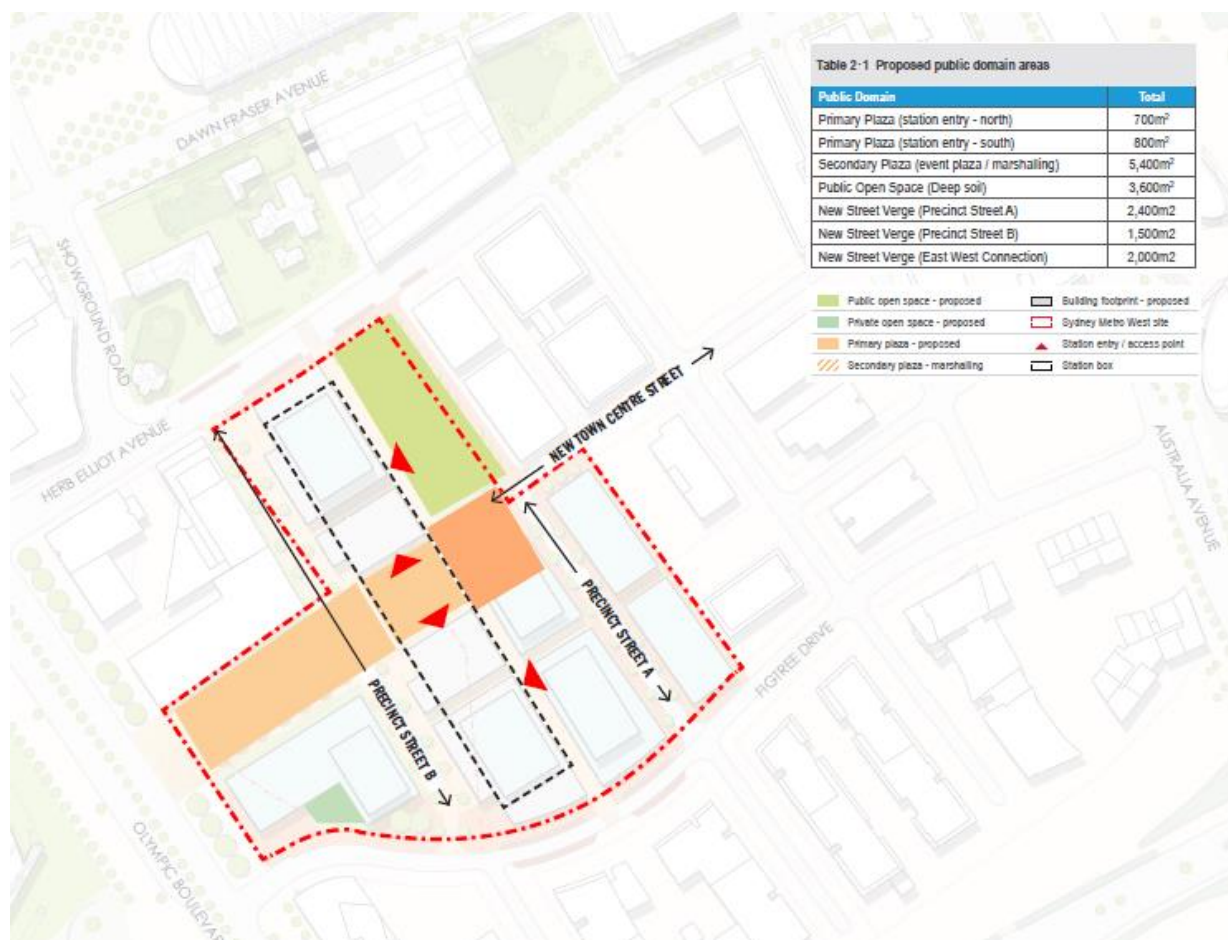 Table 2-1 Proposed public domain areas
Public Domain Total
Primary Plaza (station entry - north) 700m²
Primary Plaza (station entry - south) 800m²
Secondary Plaza (event plaza / marshalling) 5,400m²
Public Open Space (Deep soil) 3,600m²
New Street Verge (Precinct Street A) 2,400m2
New Street Verge (Precinct Street B) 1,500m2
New Street Verge (East West Connection) 2,000m2
Public open space - proposed
Building footprint - proposed
Private open space - proposed
Sydney Metro West site
Primary plaza - proposed
Station entry / access point
Secondary plaza - marshalling
Station box
DAWN FRASER AVENUE
SHOWGROUND ROAD
HERB ELLIOT AVENUE
NEW TOWN CENTRE STREET
AUSTRALIA AVENUE
PRECINCT STREET A
FIGTREE DRIVE
PRECINCT STREET B
OLYMPIC BOULEVAR